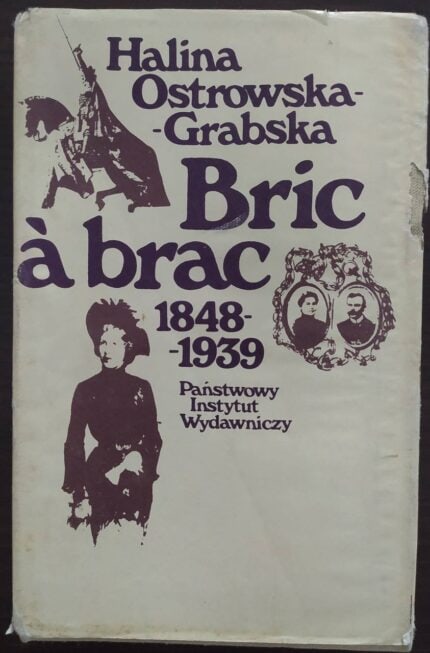 Halina
Ostrowska-
-Grabska
Bric
à brac
1848-
-1939
Państwowy
Instytut
Wydawniczy